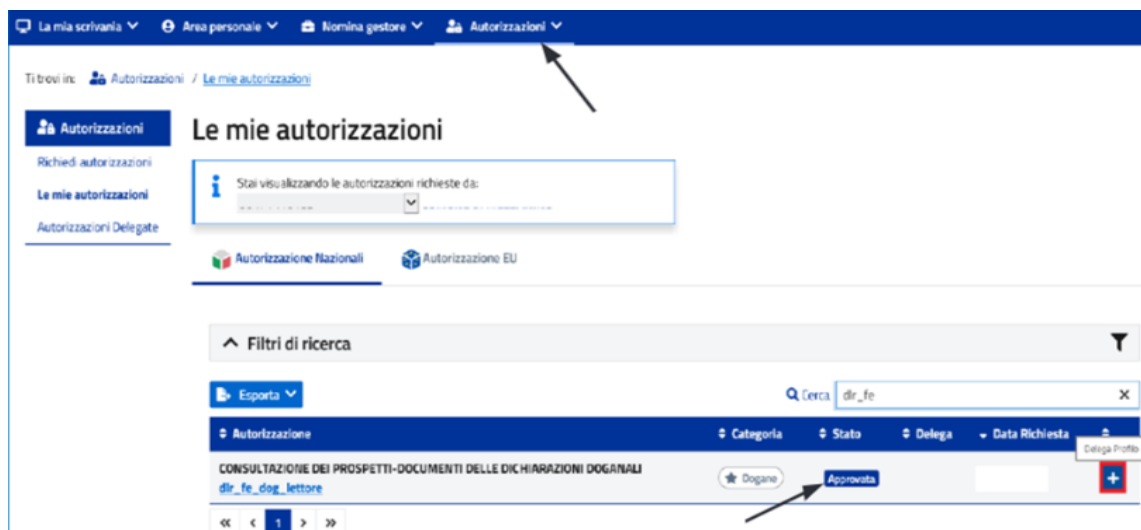 La mia scrivania Area personale Nomina gestore Autorizzazioni
Ti trovi in: Autorizzazioni / Le mie autorizzazioni
Autorizzazioni
Richiedi autorizzazioni
Le mie autorizzazioni
Autorizzazioni Delegate
Le mie autorizzazioni
Stai visualizzando le autorizzazioni richieste da:
Autorizzazione Nazionali Autorizzazione EU
Filtri di ricerca
Esporta Cerca dlr_fe
Autorizzazione Categoria Stato Delega Data Richiesta
Delega Profilo
CONSULTAZIONE DEI PROSPETTI-DOCUMENTI DELLE DICHIARAZIONI DOGANALI
dlr_fe_dog_lettore Dogane Approvata +
« < 1 > »